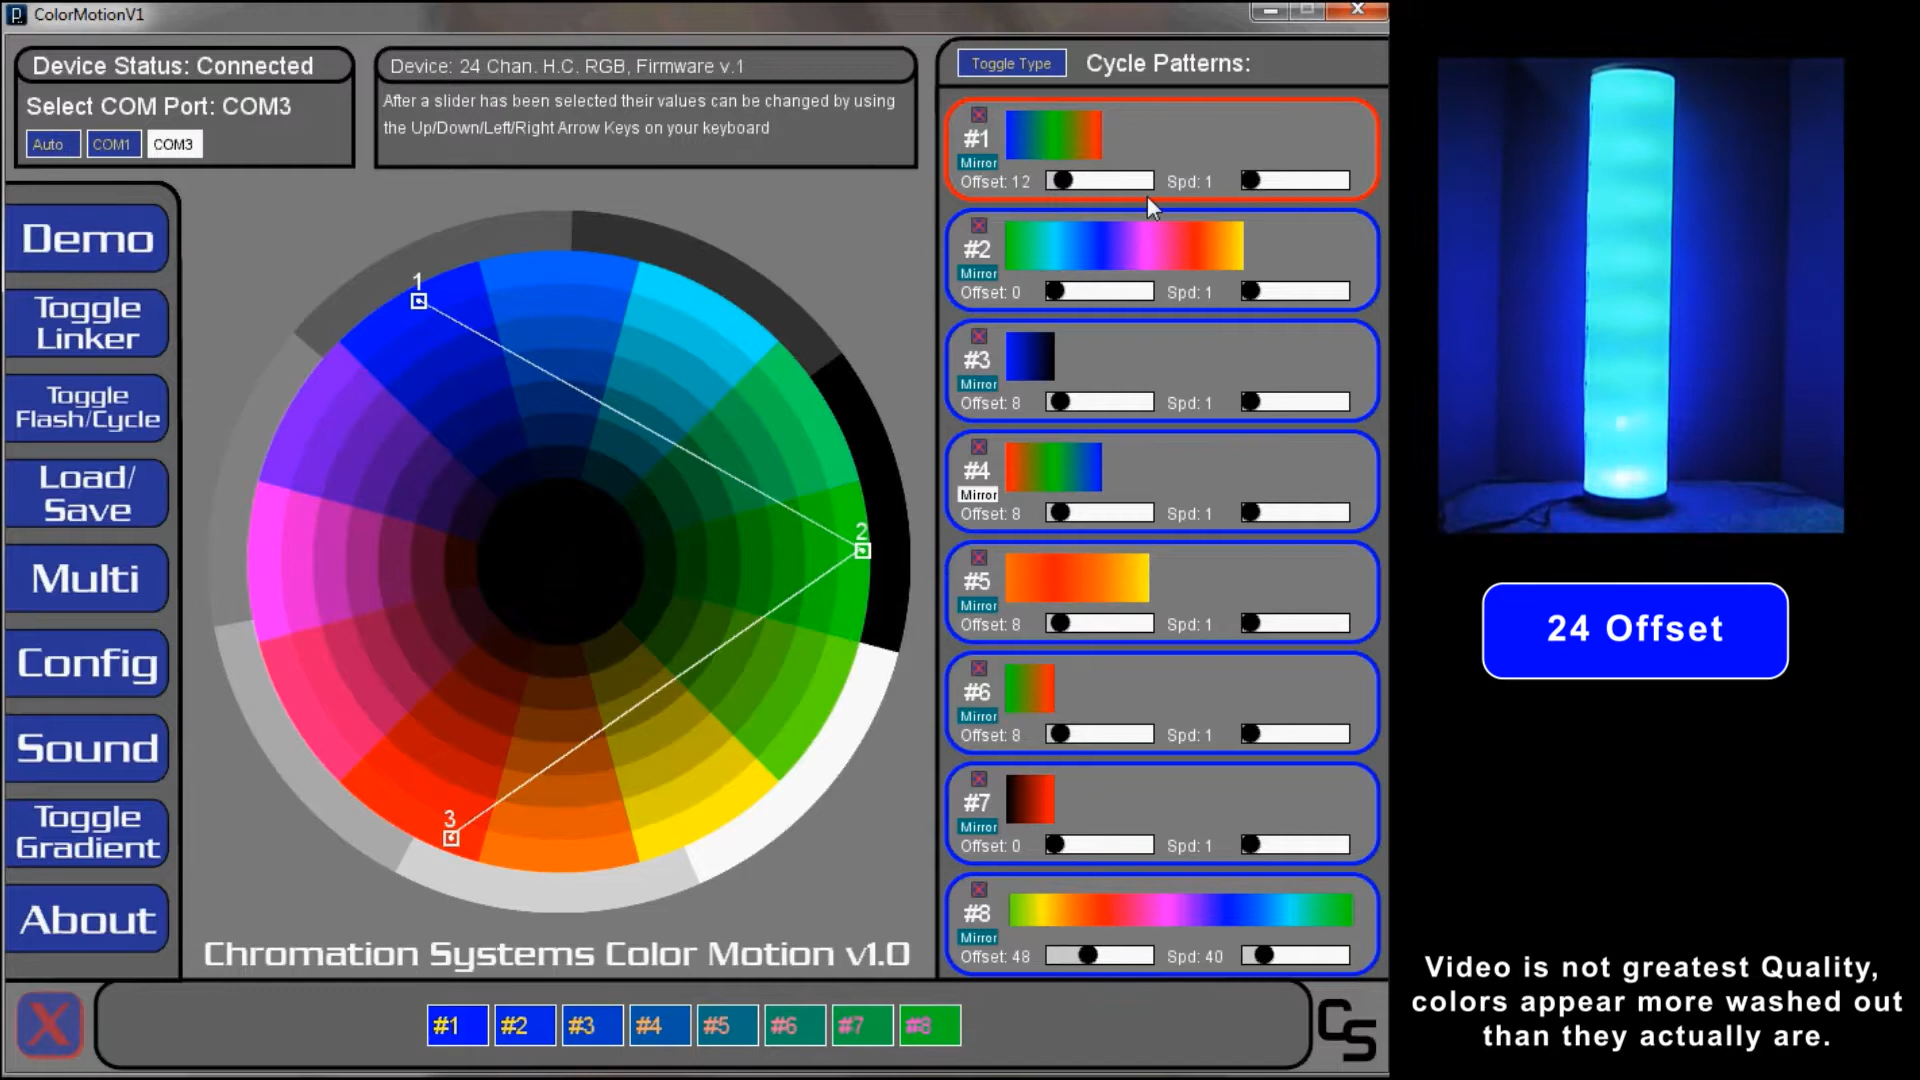 ColorMotionV1
Device Status: Connected
Select COM Port: COM3
Auto COM1 COM3
Device: 24 Chan. H.C. RGB, Firmware v.1
After a slider has been selected their values can be changed by using
the Up/Down/Left/Right Arrow Keys on your keyboard
Toggle Type Cycle Patterns:
Demo
Toggle
Linker
Toggle
Flash/Cycle
Load/
Save
Multi
Config
Sound
Toggle
Gradient
About
1
2
3
Chromation Systems Color Motion v1.0
#1
Mirror
Offset: 12 Spd: 1
#2
Mirror
Offset: 0 Spd: 1
#3
Mirror
Offset: 8 Spd: 1
#4
Mirror
Offset: 8 Spd: 1
#5
Mirror
Offset: 8 Spd: 1
#6
Mirror
Offset: 8 Spd: 1
#7
Mirror
Offset: 0 Spd: 1
#8
Mirror
Offset: 48 Spd: 40
X
#1 #2 #3 #4 #5 #6 #7 #8
CS
24 Offset
Video is not greatest Quality,
colors appear more washed out
than they actually are.